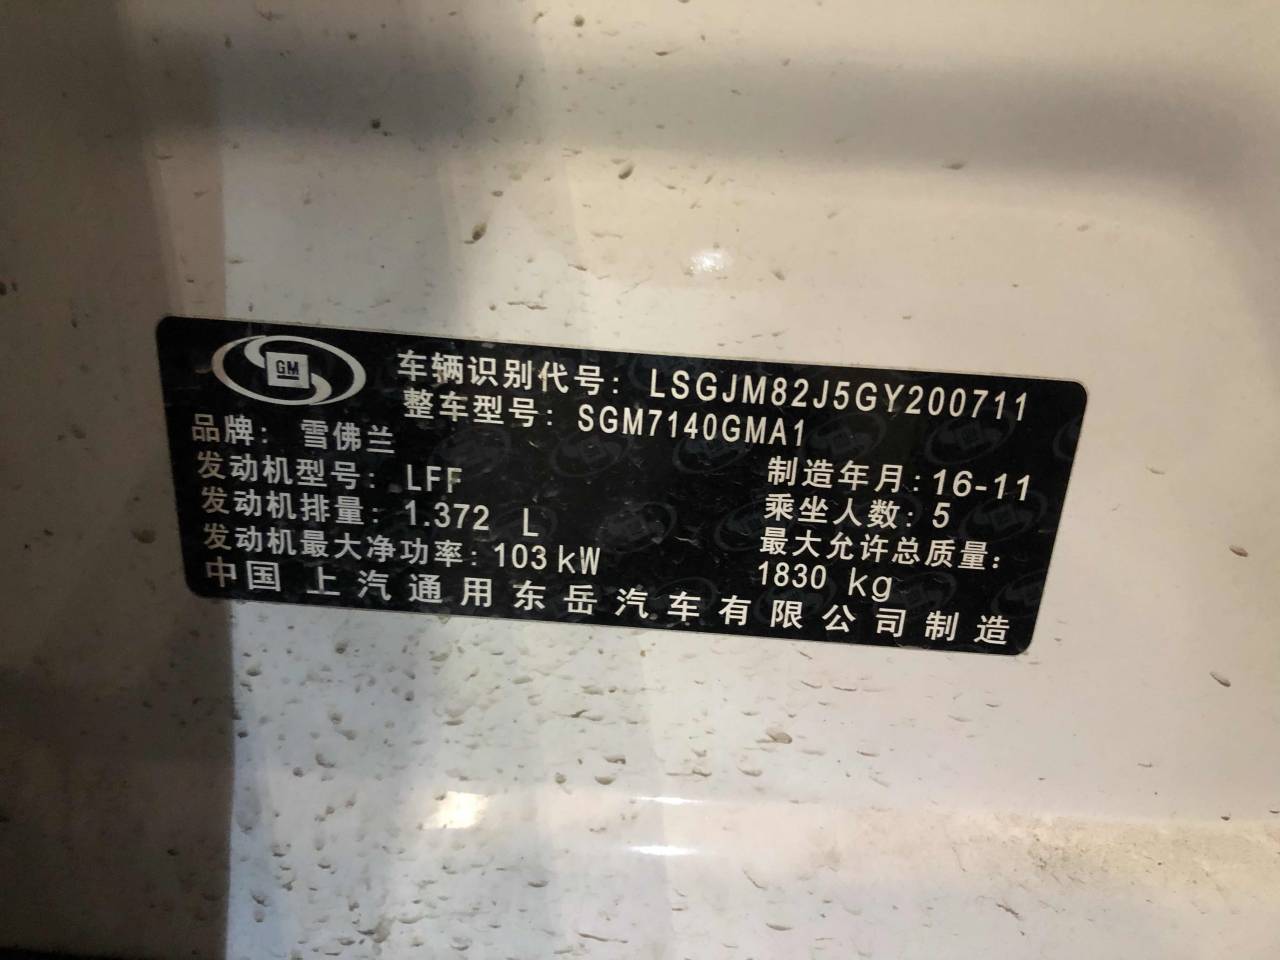 GM
车辆识别代号: LSGJM82J5GY200711
整车型号: SGM7140GMA1
品牌: 雪佛兰
发动机型号: LFF
制造年月: 16-11
发动机排量: 1.372 L
乘坐人数: 5
发动机最大净功率: 103 kW
最大允许总质量:
1830 kg
中国 上汽通用东岳汽车有限公司制造